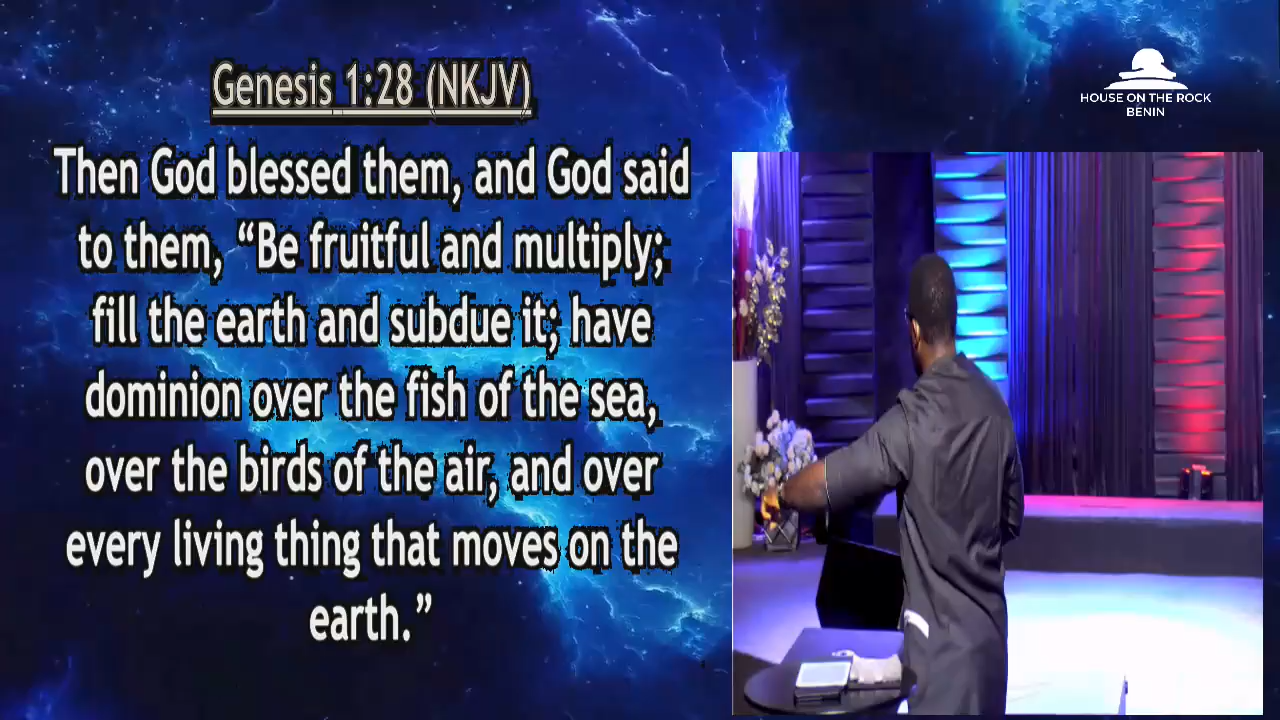 Genesis 1:28 (NKJV)
Then God blessed them, and God said
to them, “Be fruitful and multiply;
fill the earth and subdue it; have
dominion over the fish of the sea,
over the birds of the air, and over
every living thing that moves on the
earth.”
HOUSE ON THE ROCK
BENIN